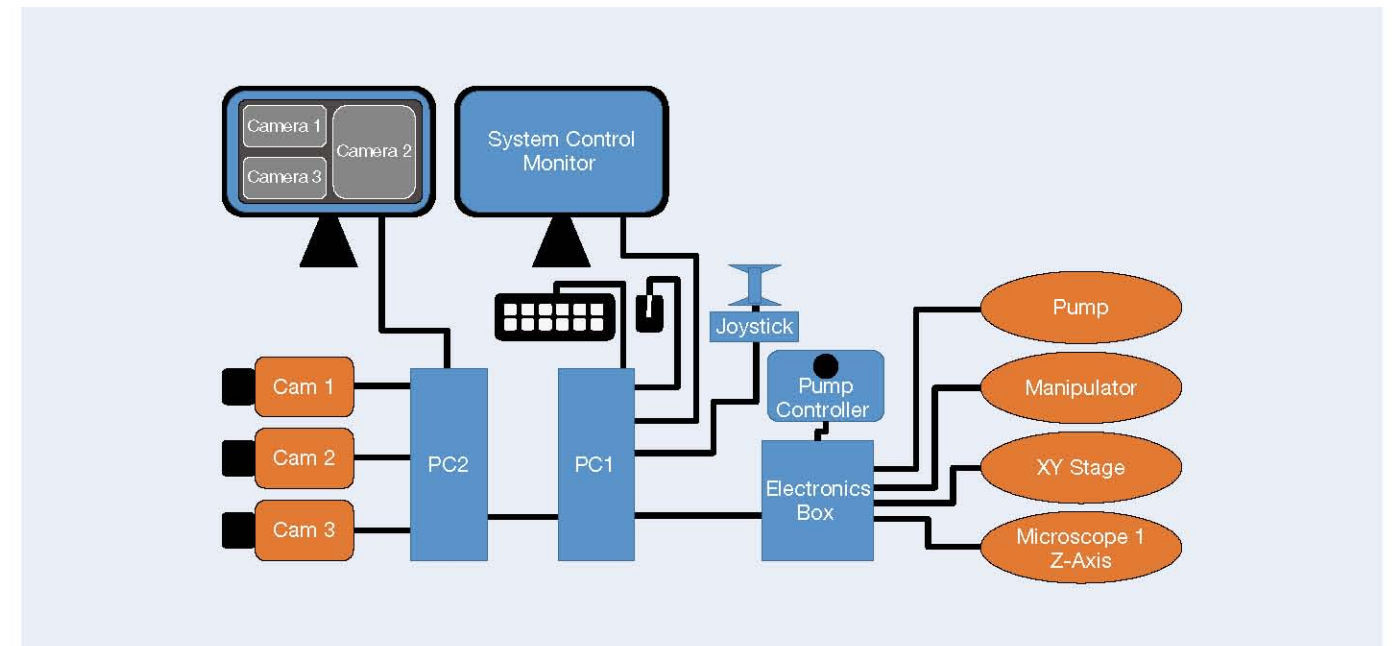 Camera 1
Camera 2
Camera 3
System Control
Monitor
Joystick
Pump
Controller
Pump
Manipulator
XY Stage
Microscope 1
Z-Axis
Cam 1
Cam 2
Cam 3
PC2
PC1
Electronics
Box